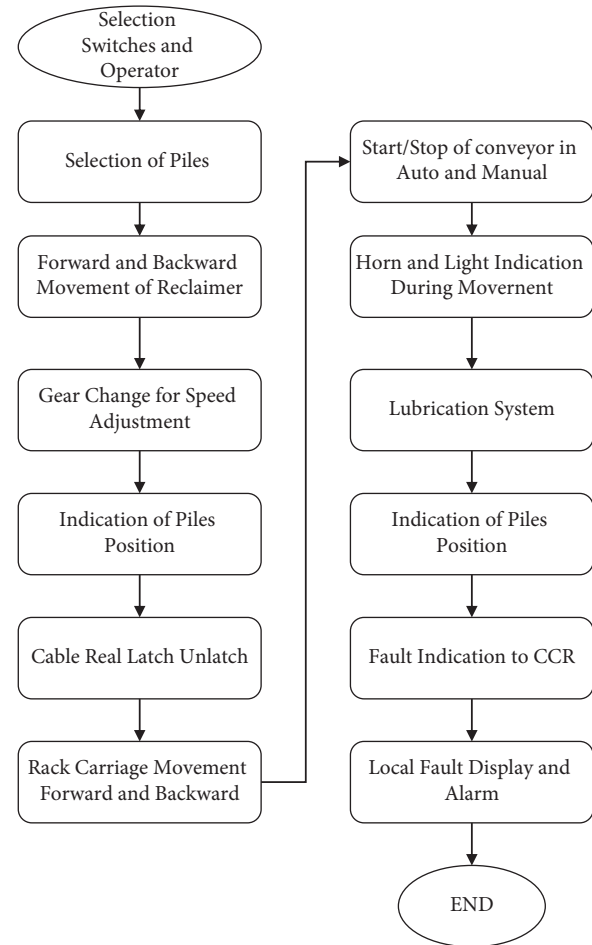 Selection
Switches and
Operator
Selection of Piles
Forward and Backward
Movement of Reclaimer
Gear Change for Speed
Adjustment
Indication of Piles
Position
Cable Real Latch Unlatch
Rack Carriage Movement
Forward and Backward
Start/Stop of conveyor in
Auto and Manual
Horn and Light Indication
During Movernent
Lubrication System
Indication of Piles
Position
Fault Indication to CCR
Local Fault Display and
Alarm
END